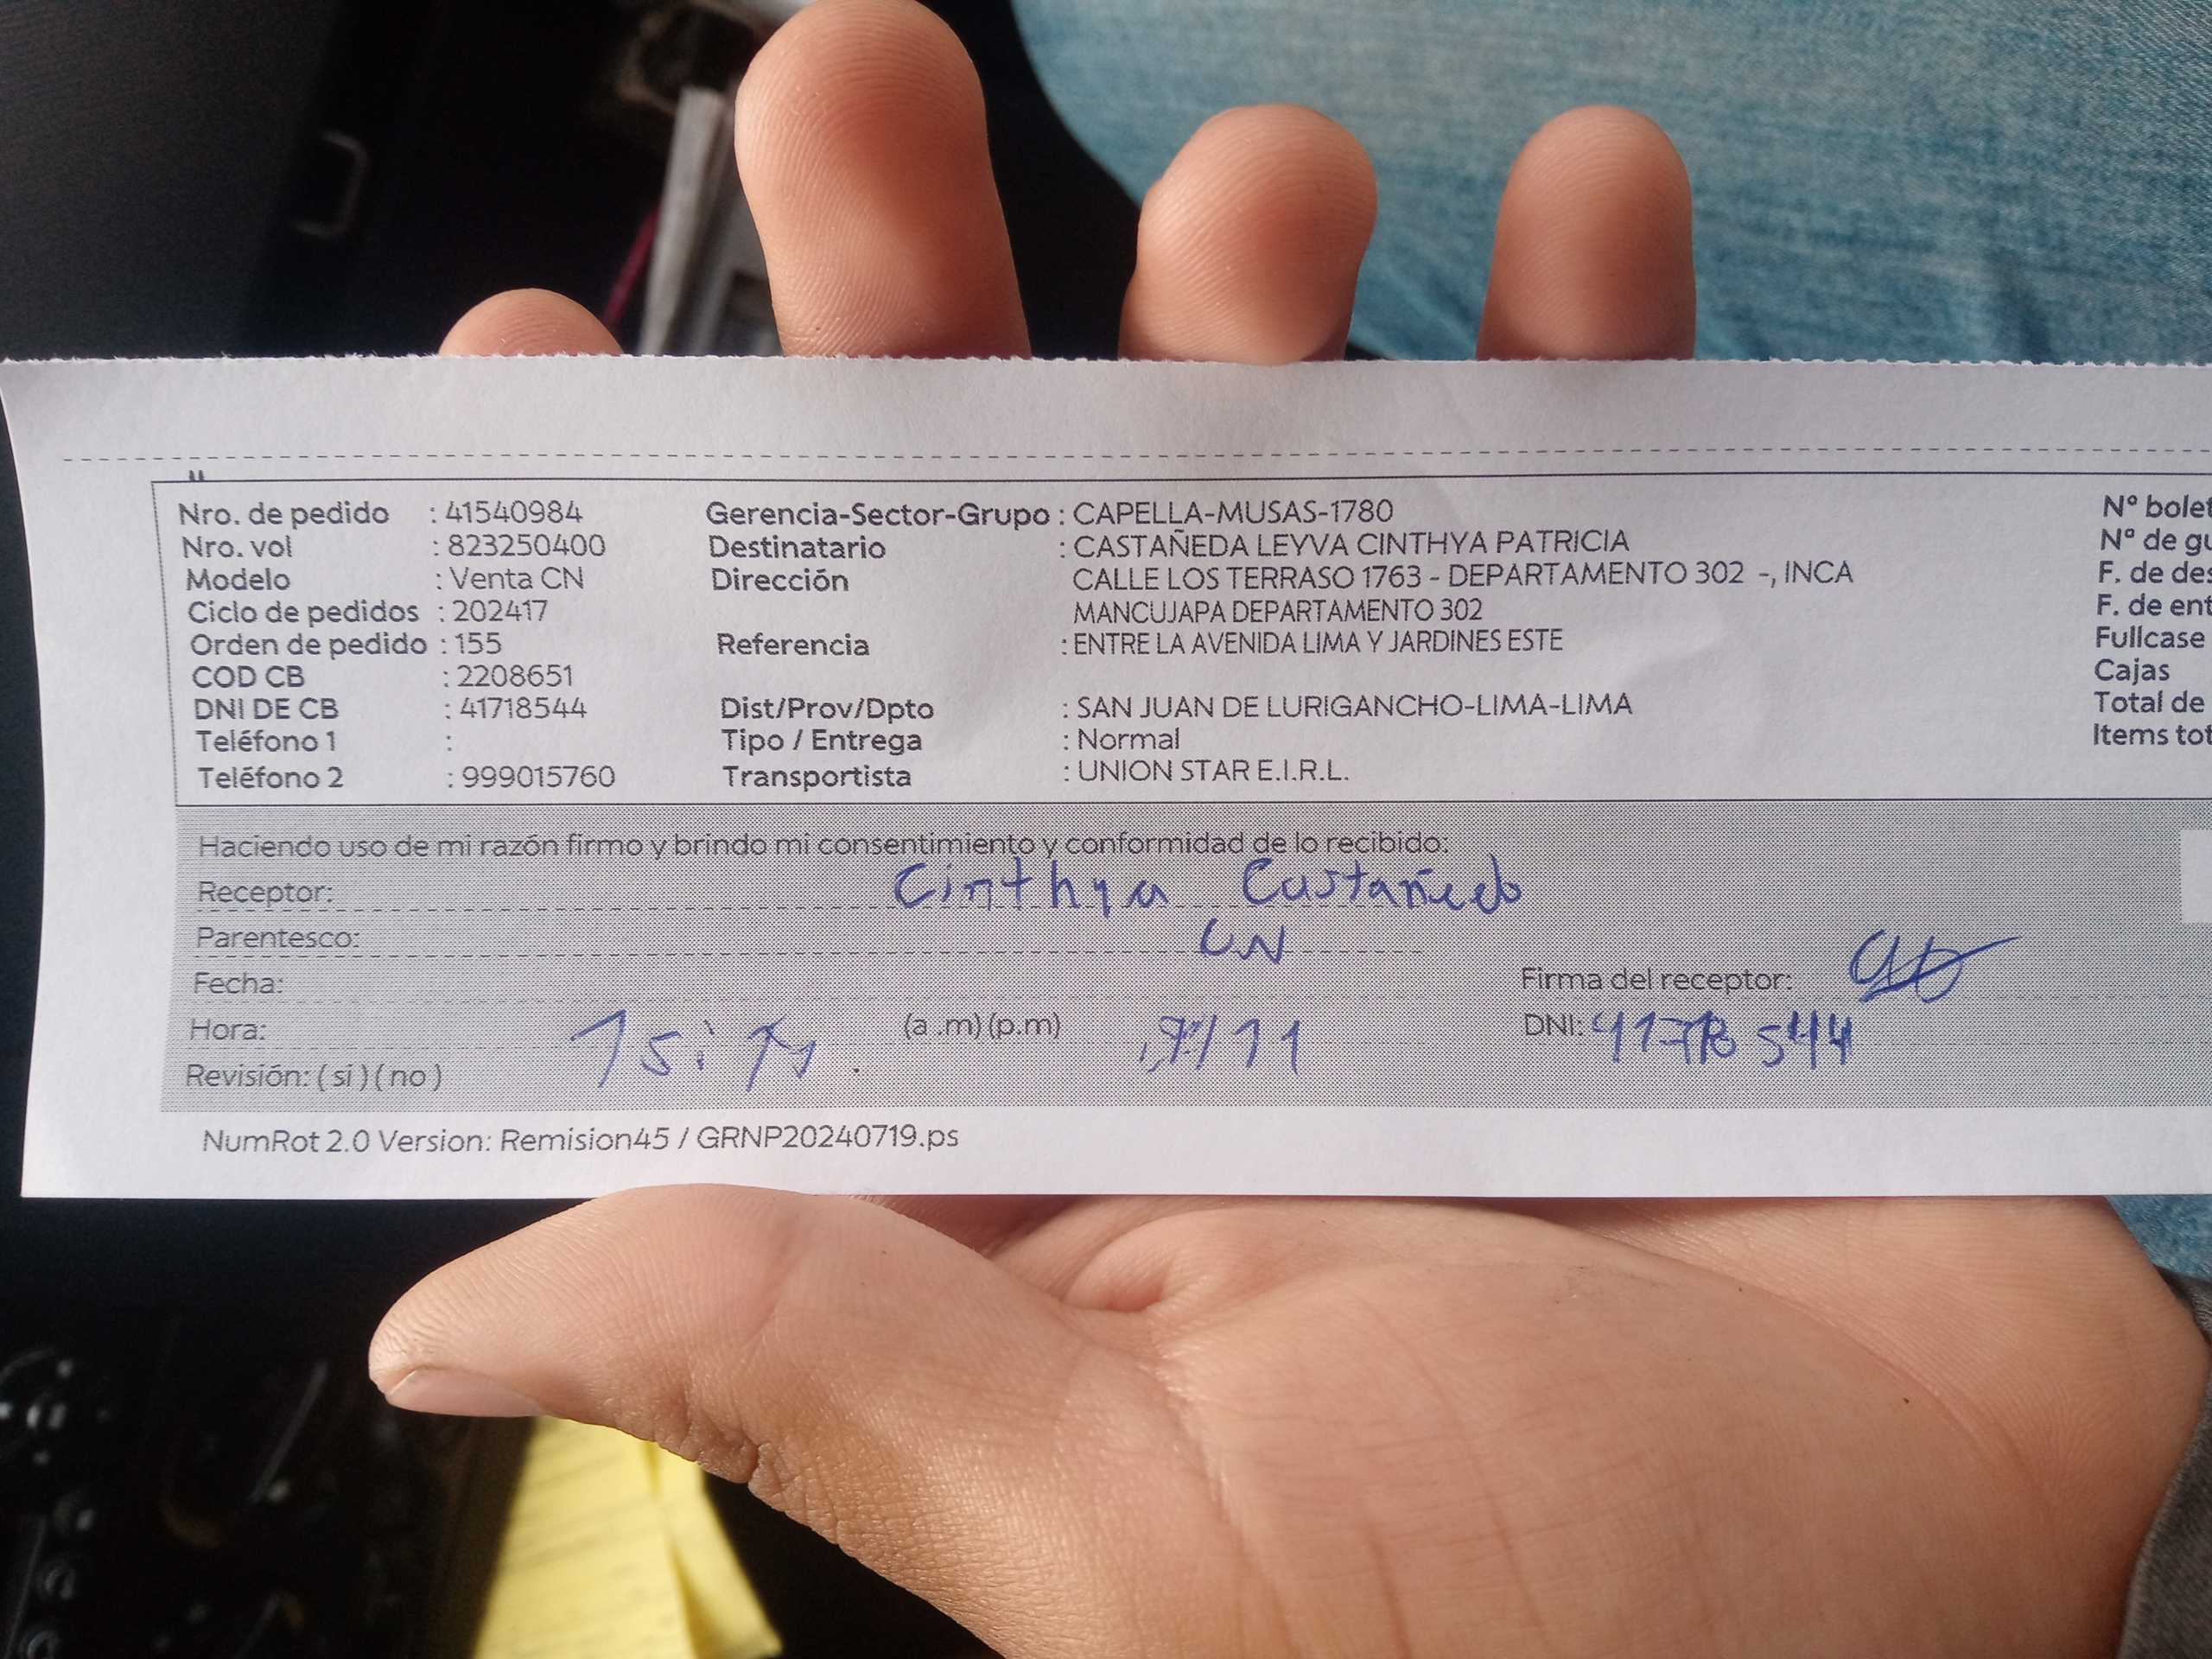 Nro. de pedido : 41540984 Gerencia-Sector-Grupo : CAPELLA-MUSAS-1780 Nº bolet
Nro. vol : 823250400 Destinatario : CASTAÑEDA LEYVA CINTHYA PATRICIA Nº de gu
Modelo : Venta CN Dirección CALLE LOS TERRASO 1763 - DEPARTAMENTO 302 -, INCA F. de des
Ciclo de pedidos : 202417 MANCUJAPA DEPARTAMENTO 302 F. de ent
Orden de pedido : 155 Referencia : ENTRE LA AVENIDA LIMA Y JARDINES ESTE Fullcase
COD CB : 2208651 Cajas
DNI DE CB : 41718544 Dist/Prov/Dpto : SAN JUAN DE LURIGANCHO-LIMA-LIMA Total de
Teléfono 1 : Tipo / Entrega : Normal Items tot
Teléfono 2 : 999015760 Transportista : UNION STAR E.I.R.L.
Haciendo uso de mi razón firmo y brindo mi consentimiento y conformidad de lo recibido:
Receptor: Cinthya Castañeda
Parentesco: CN
Fecha: Firma del receptor:
Hora: (a .m) (p.m) DNI:
Revisión: ( si ) ( no )
NumRot 2.0 Version: Remision45 / GRNP20240719.ps